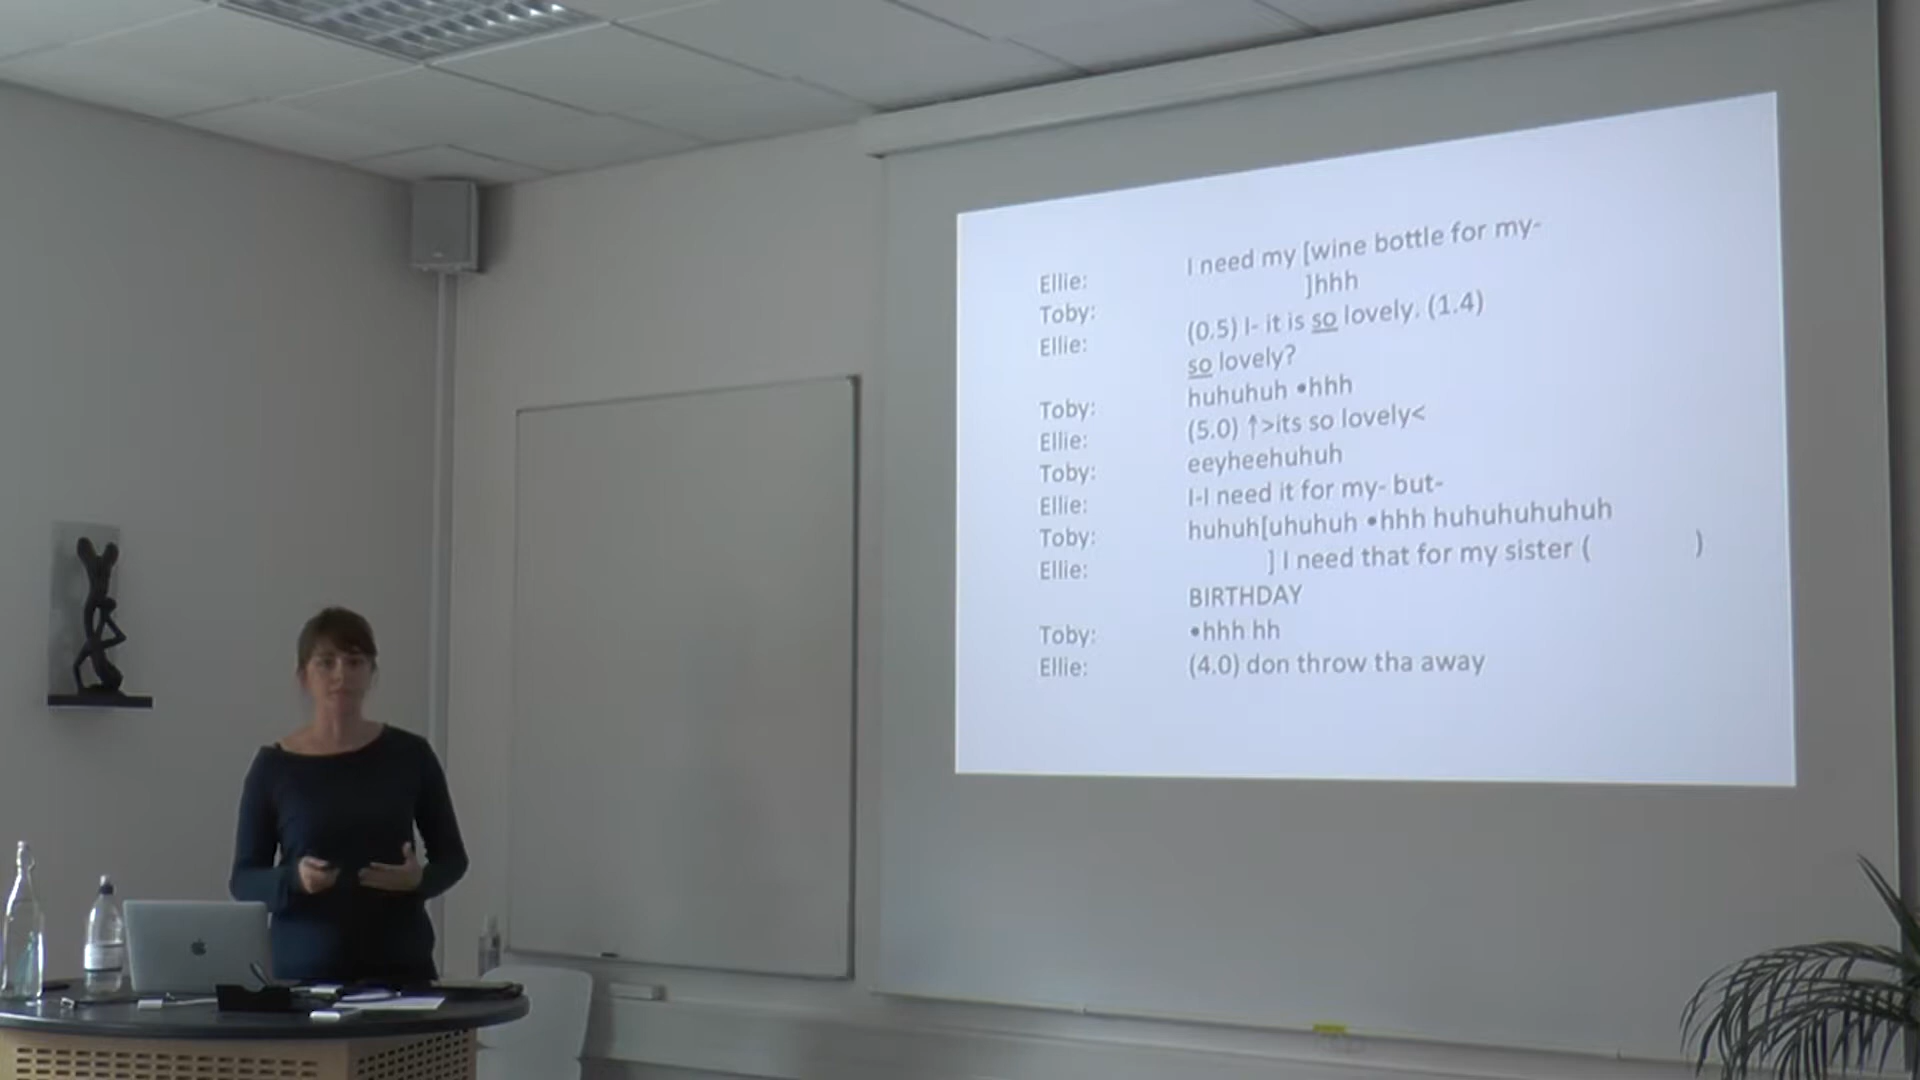 Ellie: I need my [wine bottle for my-
Toby: ]hhh
Ellie: (0.5) I- it is so lovely. (1.4)
so lovely?
Toby: huhuhuh •hhh
Ellie: (5.0) ↑>its so lovely<
Toby: eeyheehuhuh
Ellie: I-I need it for my- but-
Toby: huhuh[uhuhuh •hhh huhuhuhuhuh
Ellie: ] I need that for my sister ( )
BIRTHDAY
Toby: •hhh hh
Ellie: (4.0) don throw tha away